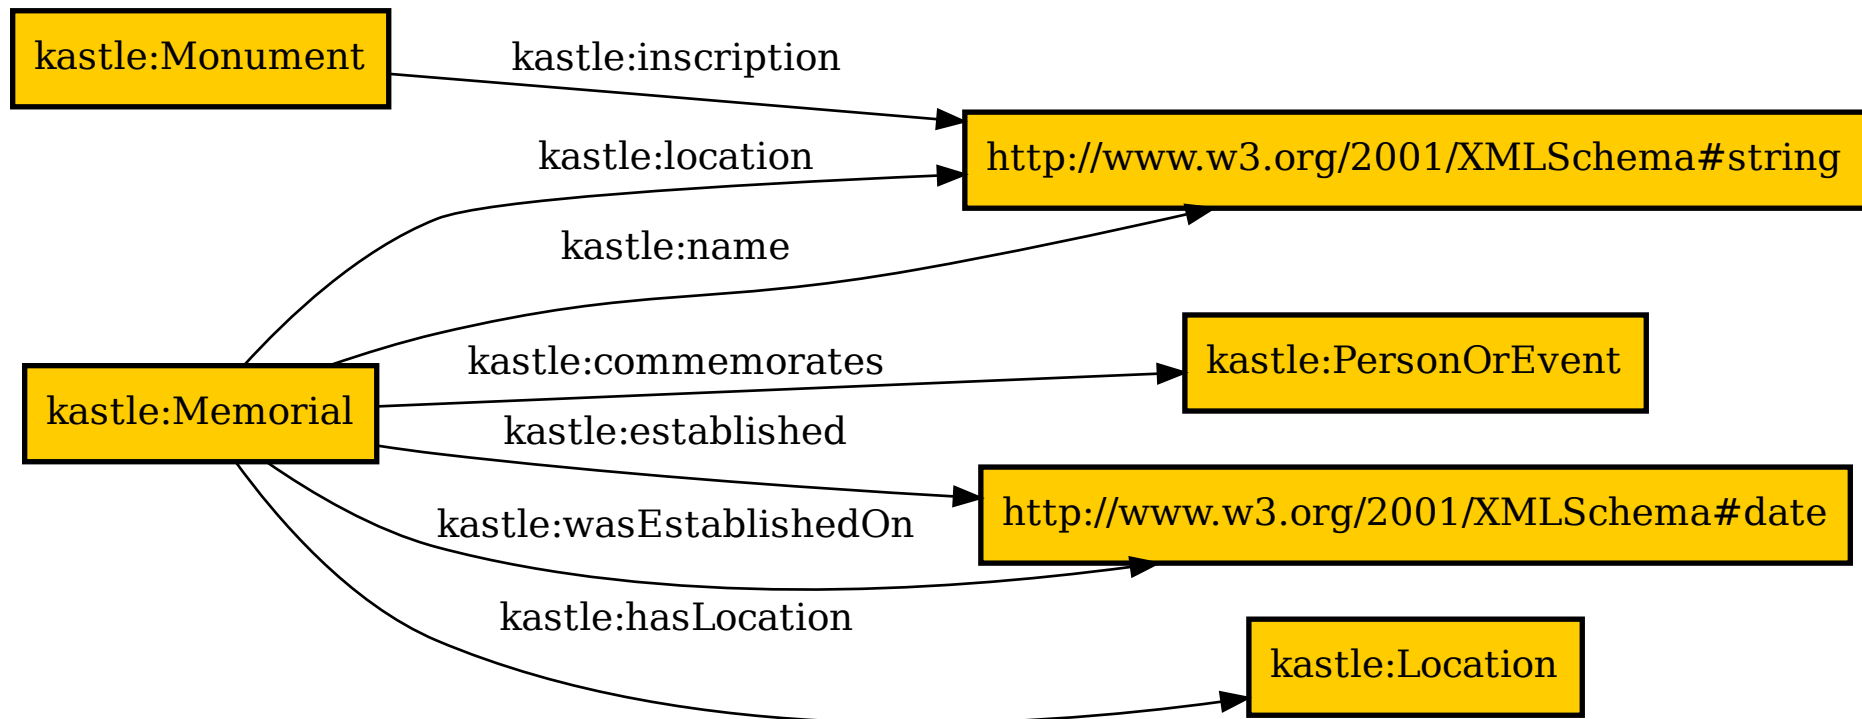 kastle:Monument
kastle:inscription
http://www.w3.org/2001/XMLSchema#string
kastle:location
kastle:name
kastle:Memorial
kastle:commemorates
kastle:PersonOrEvent
kastle:established
http://www.w3.org/2001/XMLSchema#date
kastle:wasEstablishedOn
kastle:hasLocation
kastle:Location